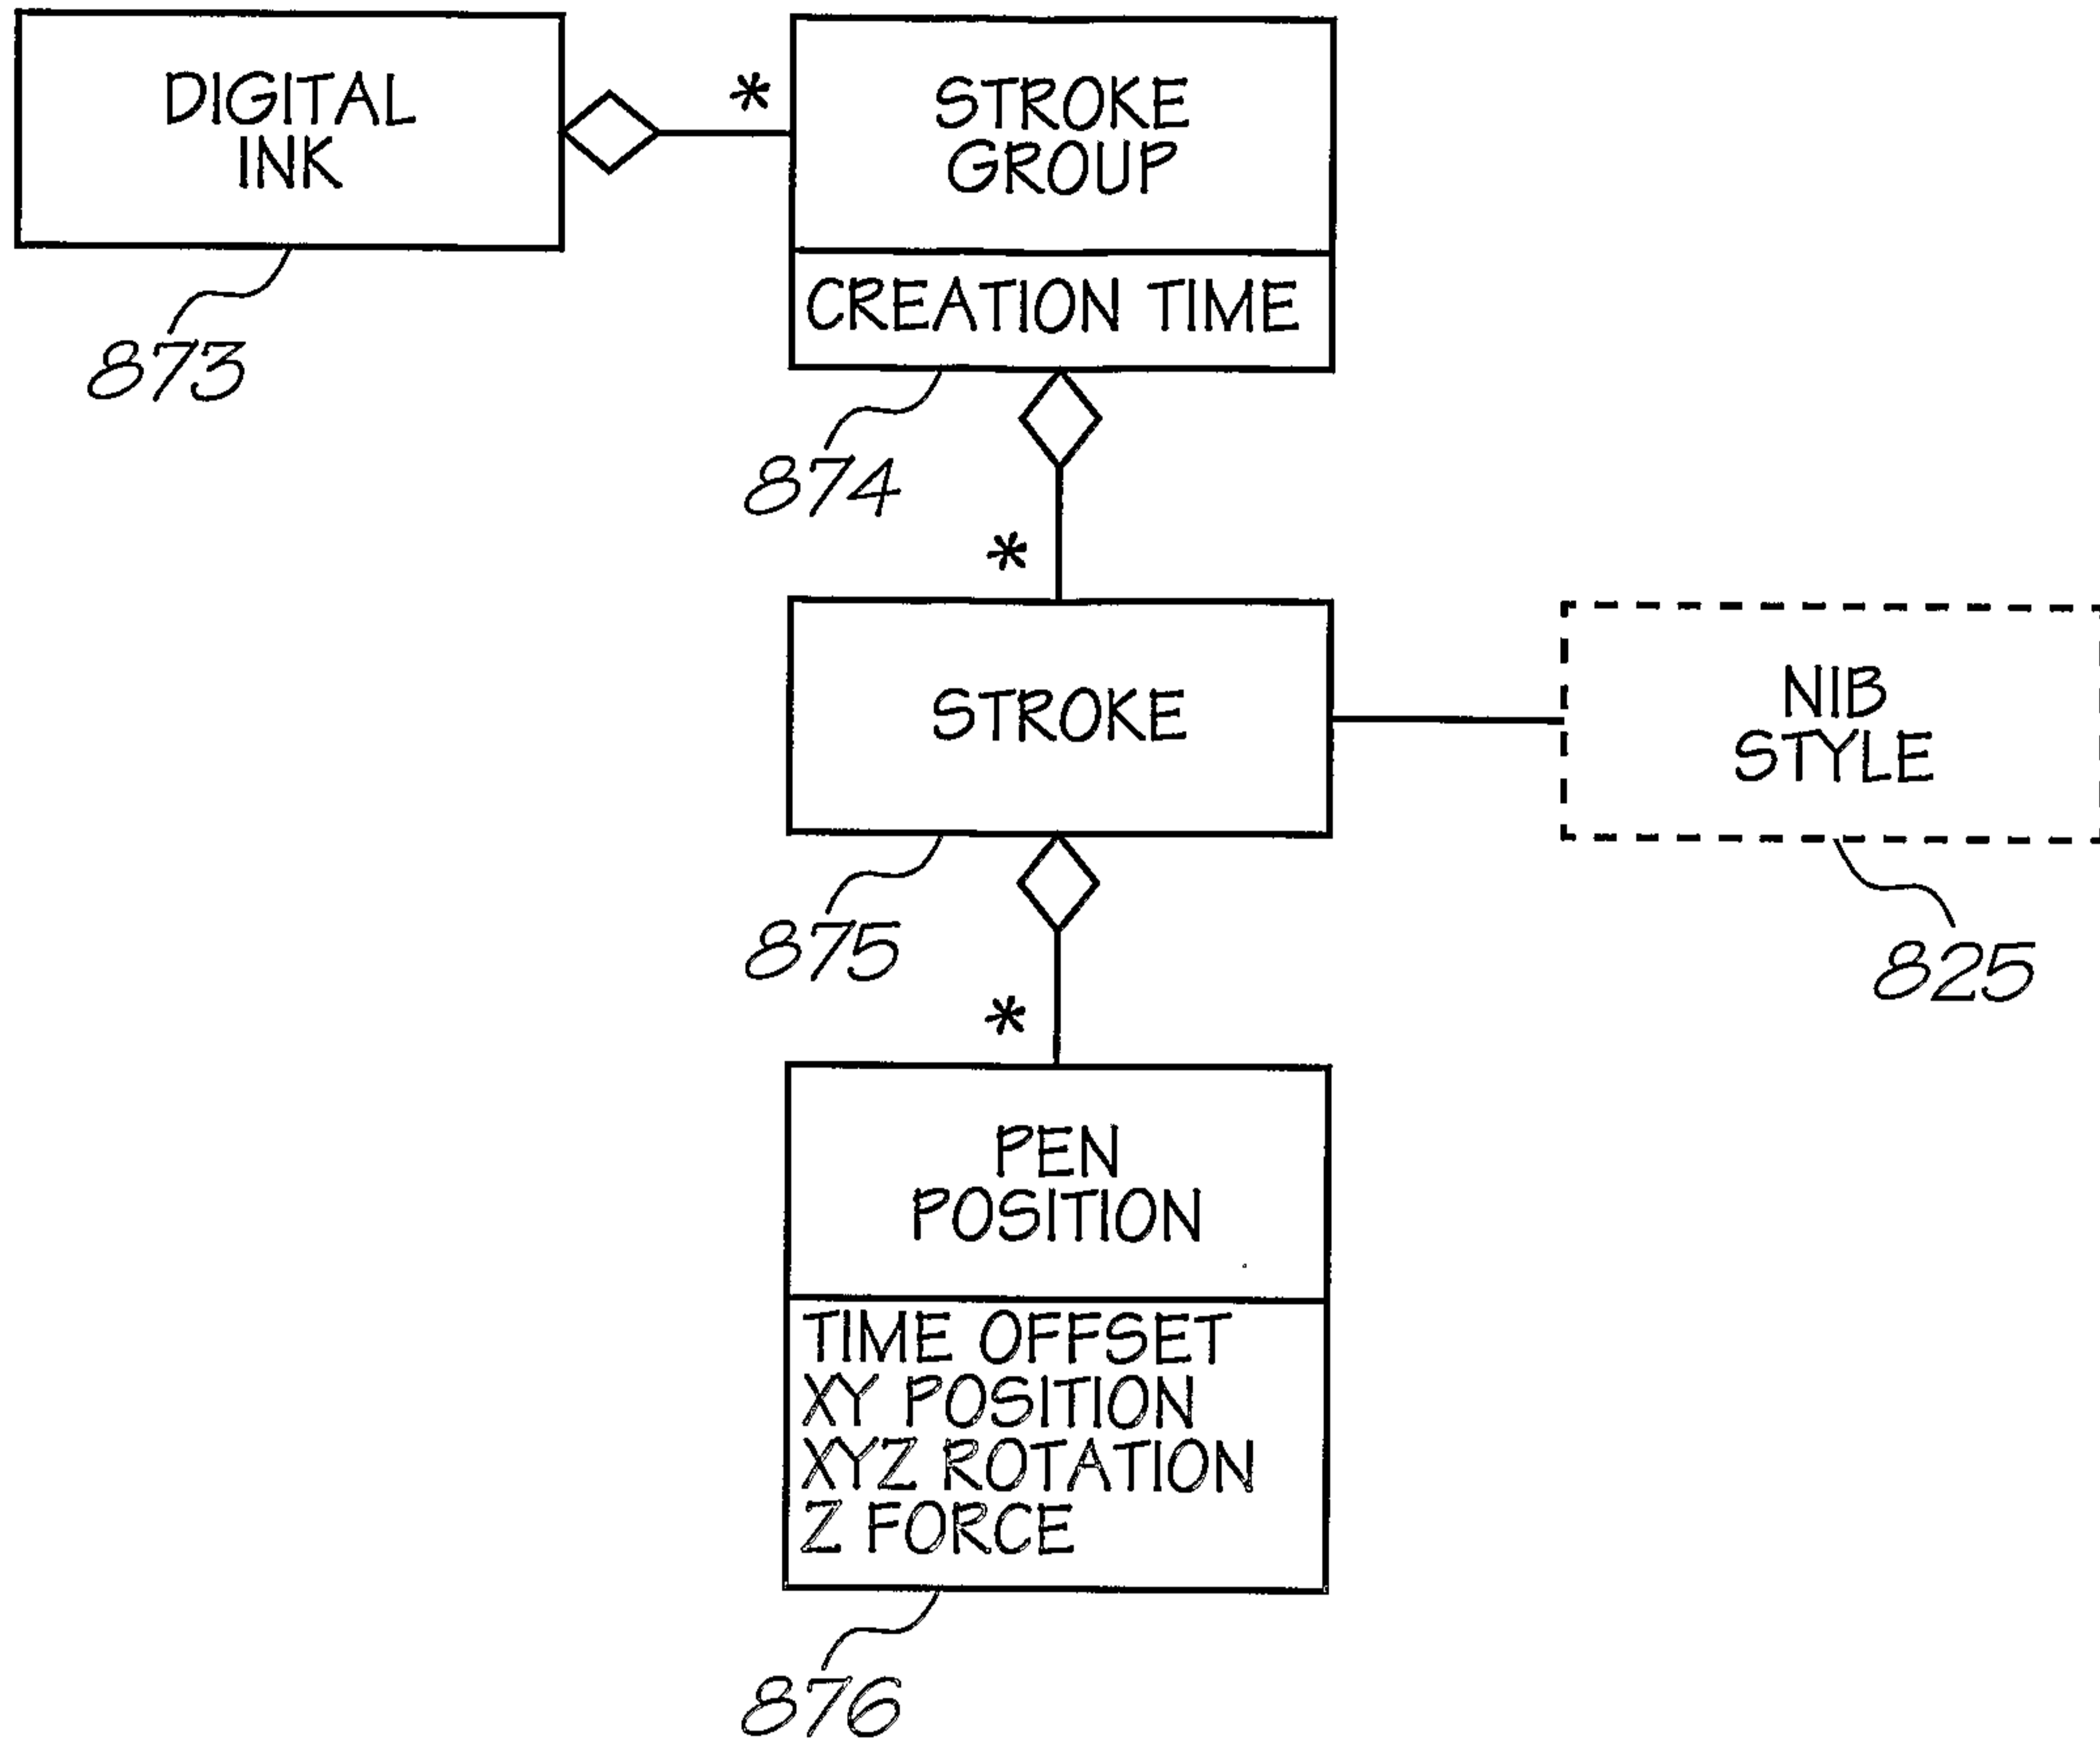 DIGITAL
INK
873
*
STROKE
GROUP
CREATION TIME
874
*
STROKE
875
NIB
STYLE
825
*
PEN
POSITION
TIME OFFSET
XY POSITION
XYZ ROTATION
Z FORCE
876